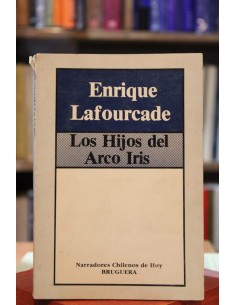 Enrique
Lafourcade
Los Hijos del
Arco Iris
Narradores Chilenos de Hoy
BRUGUERA